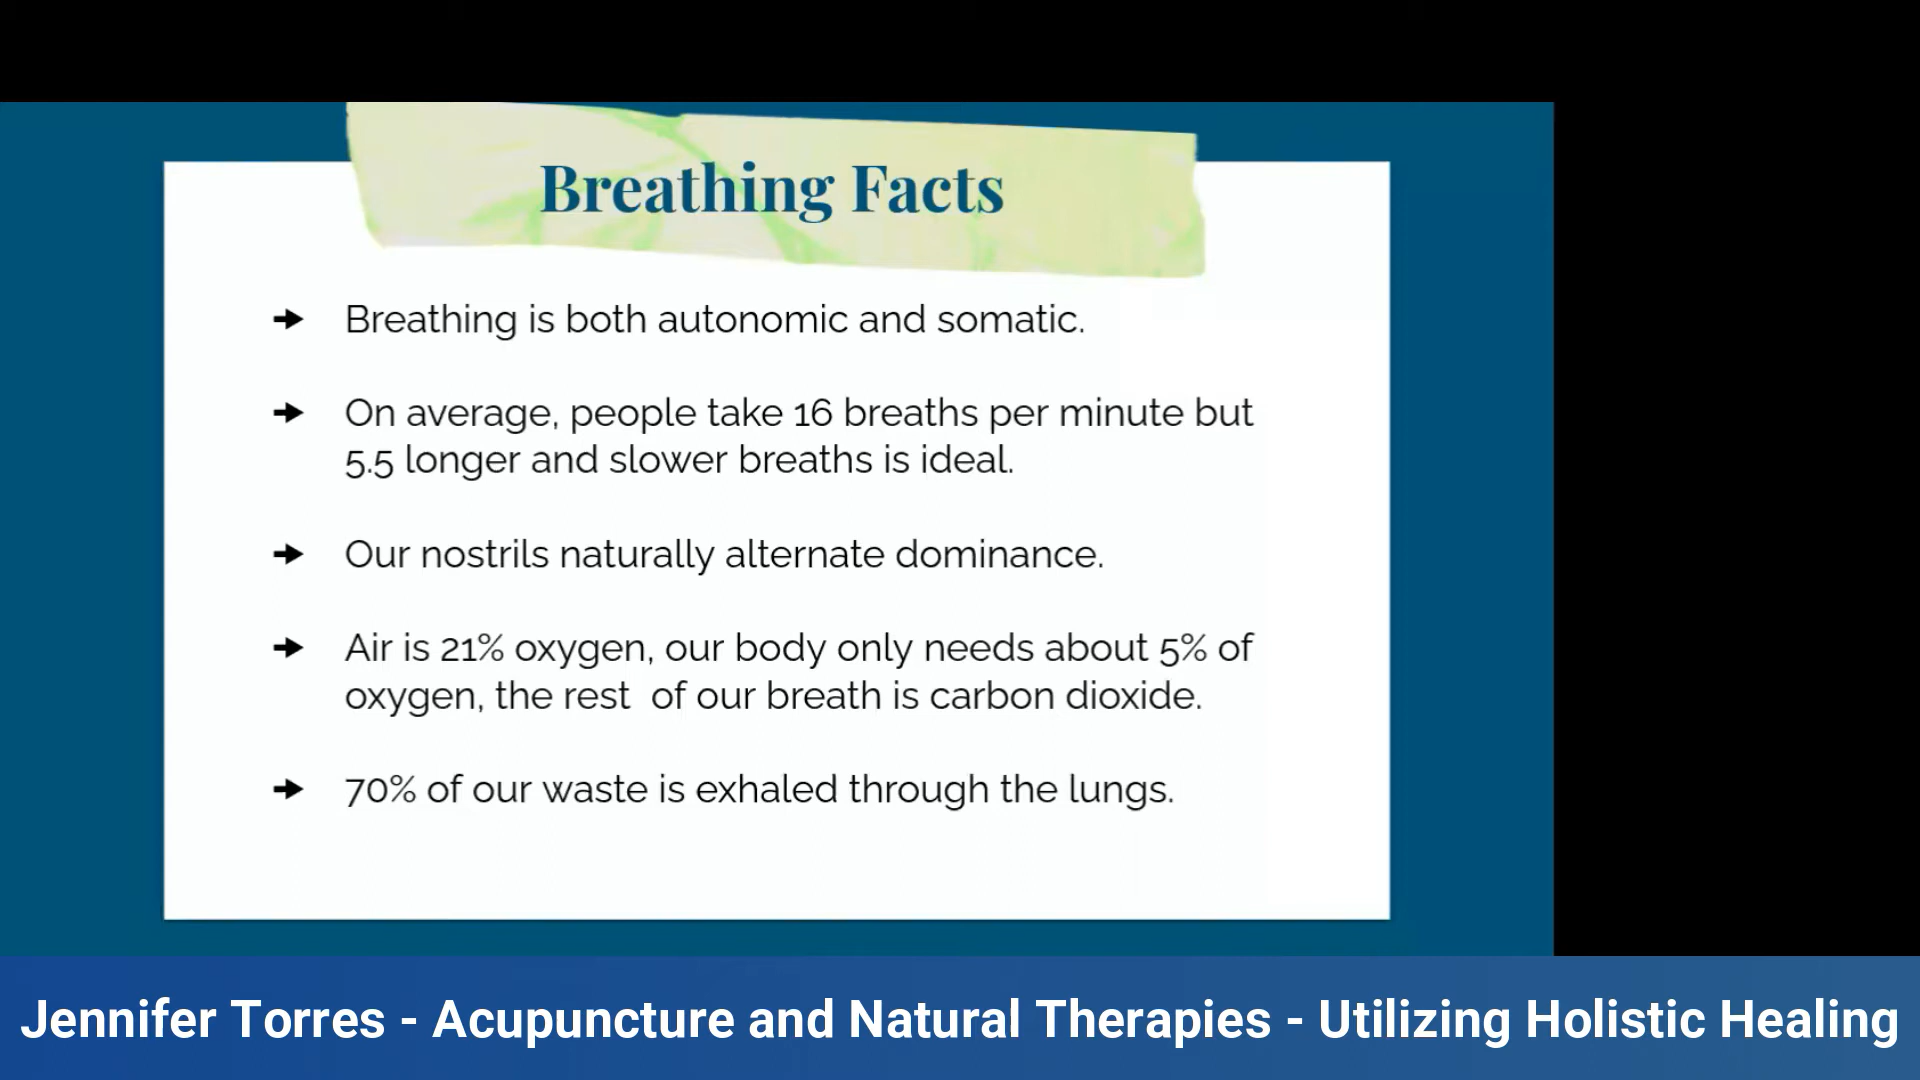 Breathing Facts
➜ Breathing is both autonomic and somatic.
➜ On average, people take 16 breaths per minute but
5.5 longer and slower breaths is ideal.
➜ Our nostrils naturally alternate dominance.
➜ Air is 21% oxygen, our body only needs about 5% of
oxygen, the rest  of our breath is carbon dioxide.
➜ 70% of our waste is exhaled through the lungs.
Jennifer Torres - Acupuncture and Natural Therapies - Utilizing Holistic Healing